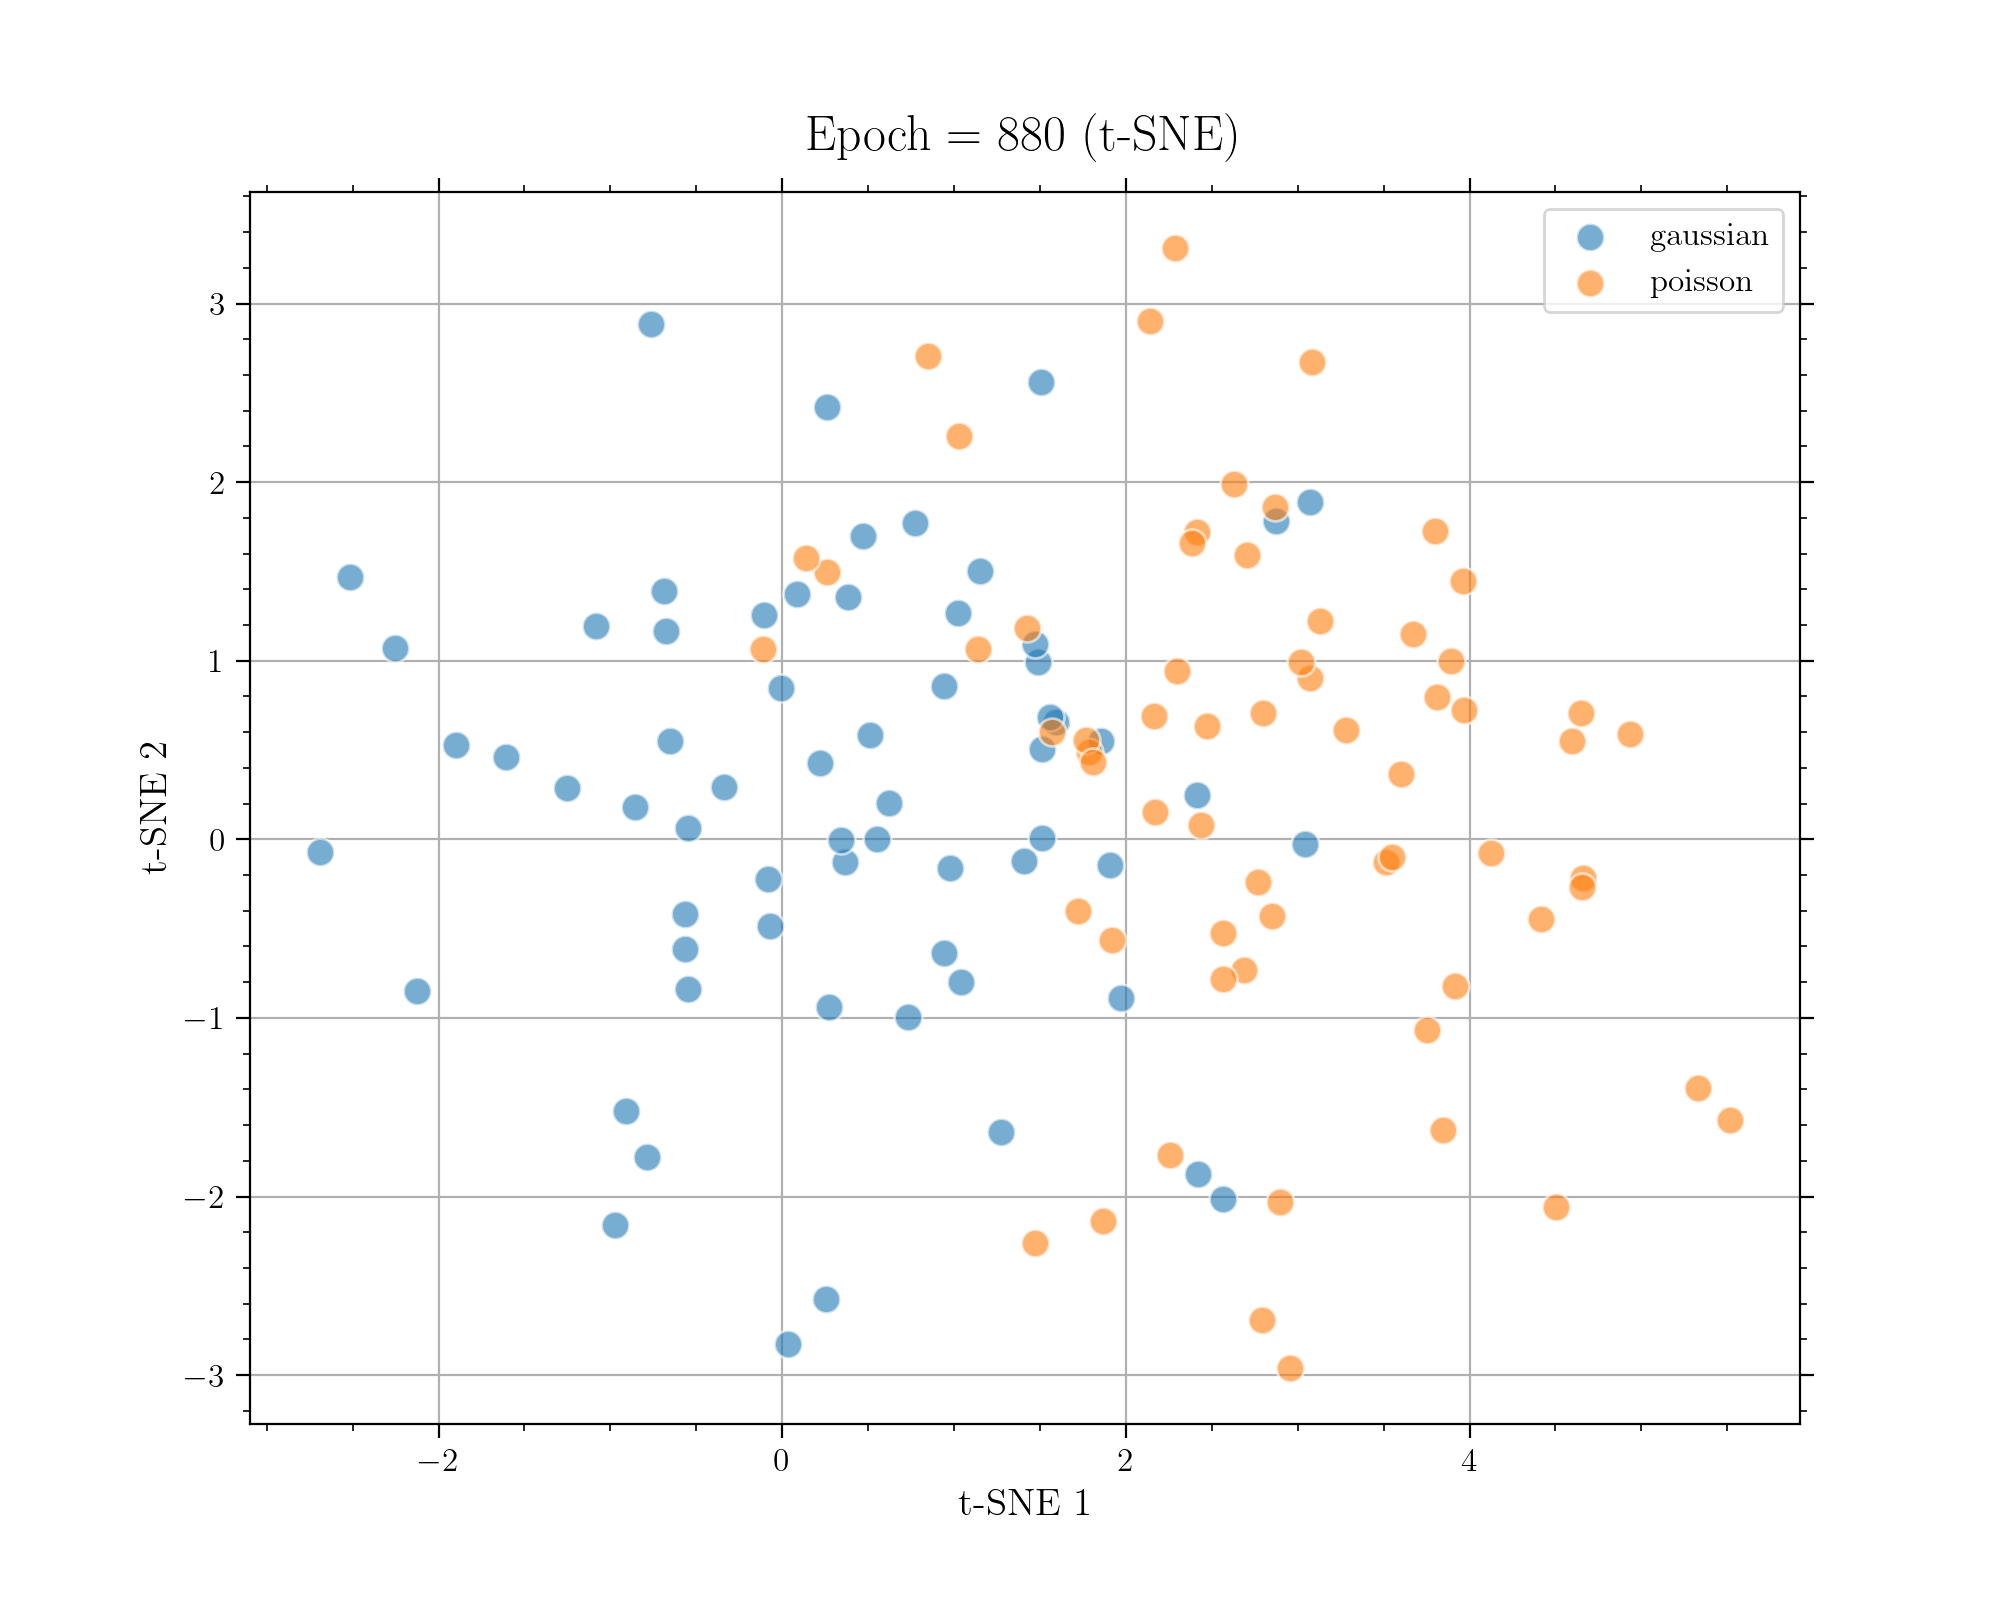 Epoch = 880 (t-SNE)
gaussian
poisson
3
2
1
0
−1
−2
−3
t-SNE 2
−2
0
2
4
t-SNE 1